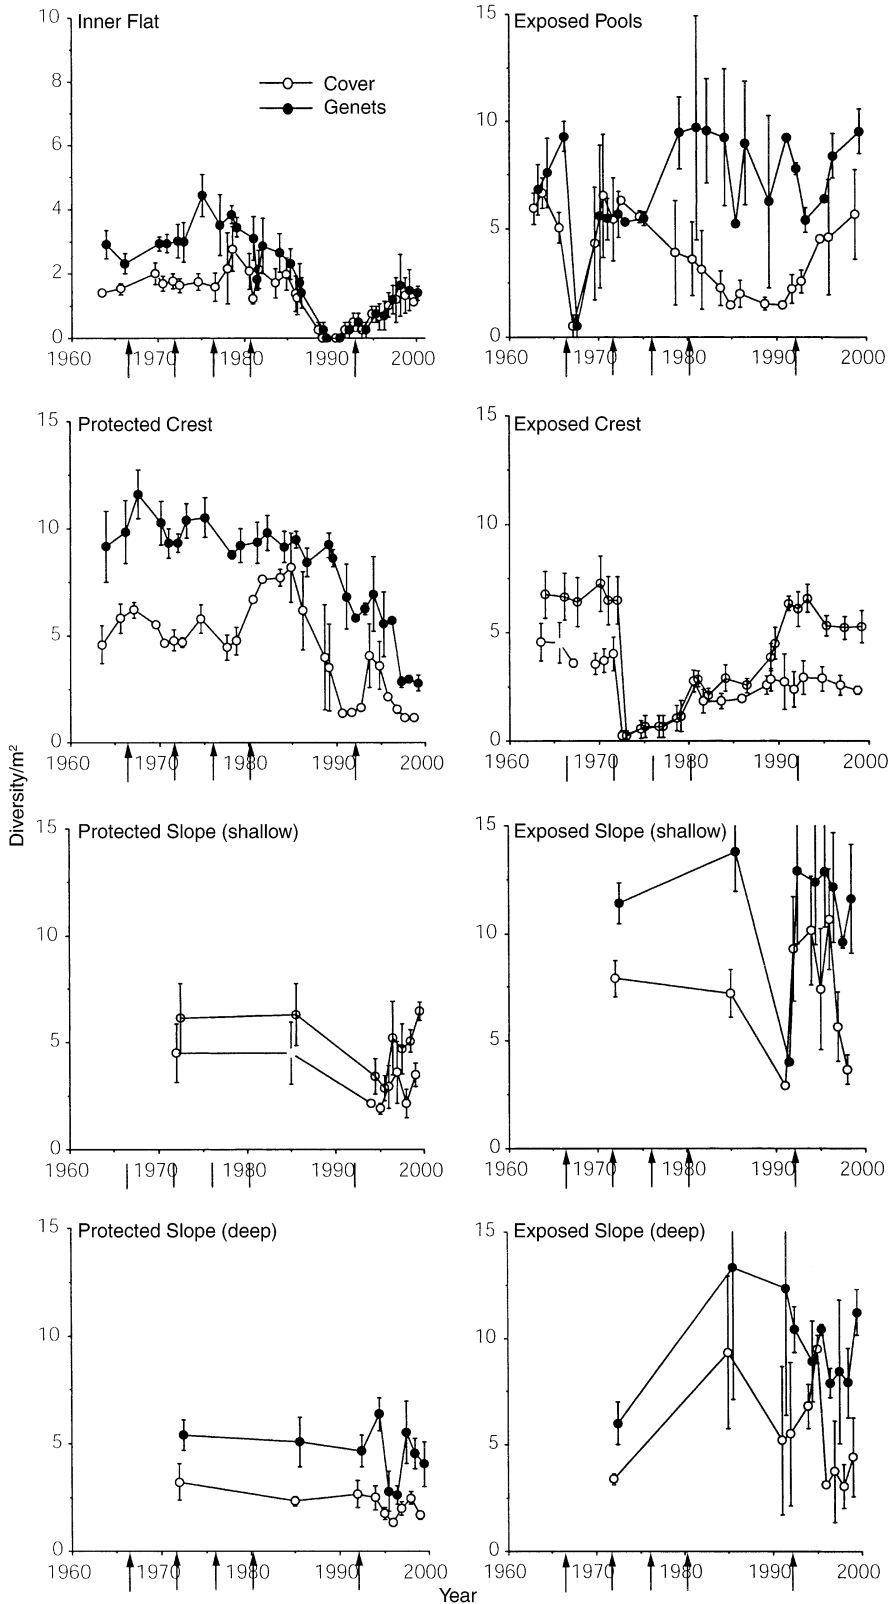 Inner Flat
Cover
Genets
10
8
6
4
2
0
1960 1970 1980 1990 2000
Exposed Pools
15
10
5
0
1960 1970 1980 1990 2000
Protected Crest
15
10
5
0
1960 1970 1980 1990 2000
Exposed Crest
15
10
5
0
1960 1970 1980 1990 2000
Diversity/m²
Protected Slope (shallow)
15
10
5
0
1960 1970 1980 1990 2000
Exposed Slope (shallow)
15
10
5
0
1960 1970 1980 1990 2000
Protected Slope (deep)
15
10
5
0
1960 1970 1980 1990 2000
Exposed Slope (deep)
15
10
5
0
1960 1970 1980 1990 2000
Year